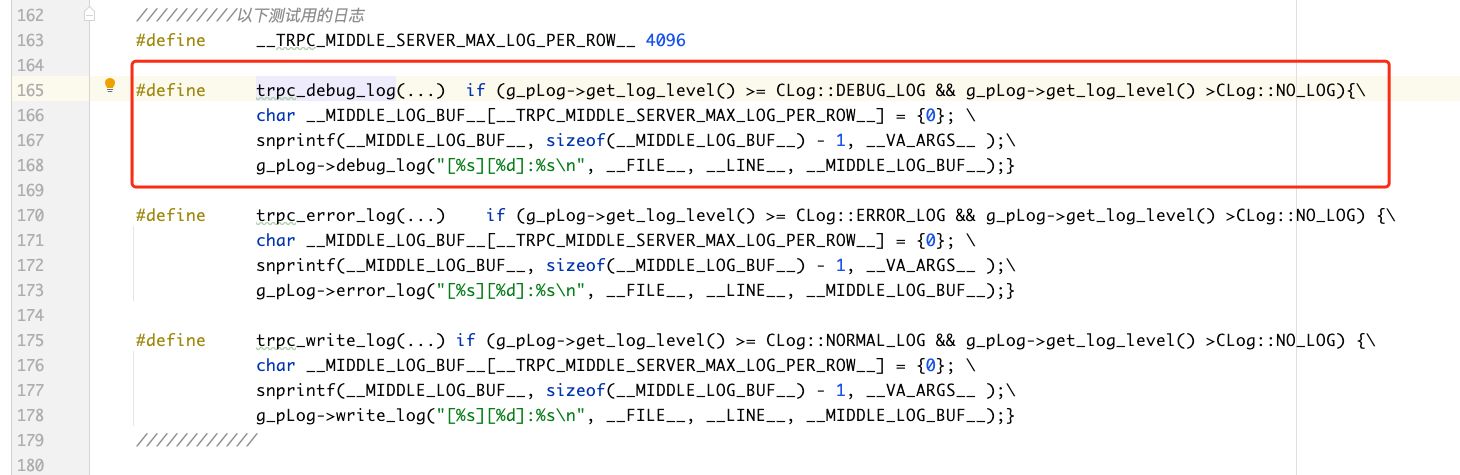 162 //////////以下测试用的日志
163 #define __TRPC_MIDDLE_SERVER_MAX_LOG_PER_ROW__ 4096
164
165 #define trpc_debug_log(...) if (g_pLog->get_log_level() >= CLog::DEBUG_LOG && g_pLog->get_log_level() >CLog::NO_LOG){\
166 char __MIDDLE_LOG_BUF__[__TRPC_MIDDLE_SERVER_MAX_LOG_PER_ROW__] = {0}; \
167 snprintf(__MIDDLE_LOG_BUF__, sizeof(__MIDDLE_LOG_BUF__) - 1, __VA_ARGS__ );\
168 g_pLog->debug_log("[%s][%d]:%s\n", __FILE__, __LINE__, __MIDDLE_LOG_BUF__);}
169
170 #define trpc_error_log(...) if (g_pLog->get_log_level() >= CLog::ERROR_LOG && g_pLog->get_log_level() >CLog::NO_LOG) {\
171 char __MIDDLE_LOG_BUF__[__TRPC_MIDDLE_SERVER_MAX_LOG_PER_ROW__] = {0}; \
172 snprintf(__MIDDLE_LOG_BUF__, sizeof(__MIDDLE_LOG_BUF__) - 1, __VA_ARGS__ );\
173 g_pLog->error_log("[%s][%d]:%s\n", __FILE__, __LINE__, __MIDDLE_LOG_BUF__);}
174
175 #define trpc_write_log(...) if (g_pLog->get_log_level() >= CLog::NORMAL_LOG && g_pLog->get_log_level() >CLog::NO_LOG) {\
176 char __MIDDLE_LOG_BUF__[__TRPC_MIDDLE_SERVER_MAX_LOG_PER_ROW__] = {0}; \
177 snprintf(__MIDDLE_LOG_BUF__, sizeof(__MIDDLE_LOG_BUF__) - 1, __VA_ARGS__ );\
178 g_pLog->write_log("[%s][%d]:%s\n", __FILE__, __LINE__, __MIDDLE_LOG_BUF__);}
179 ////////////
180